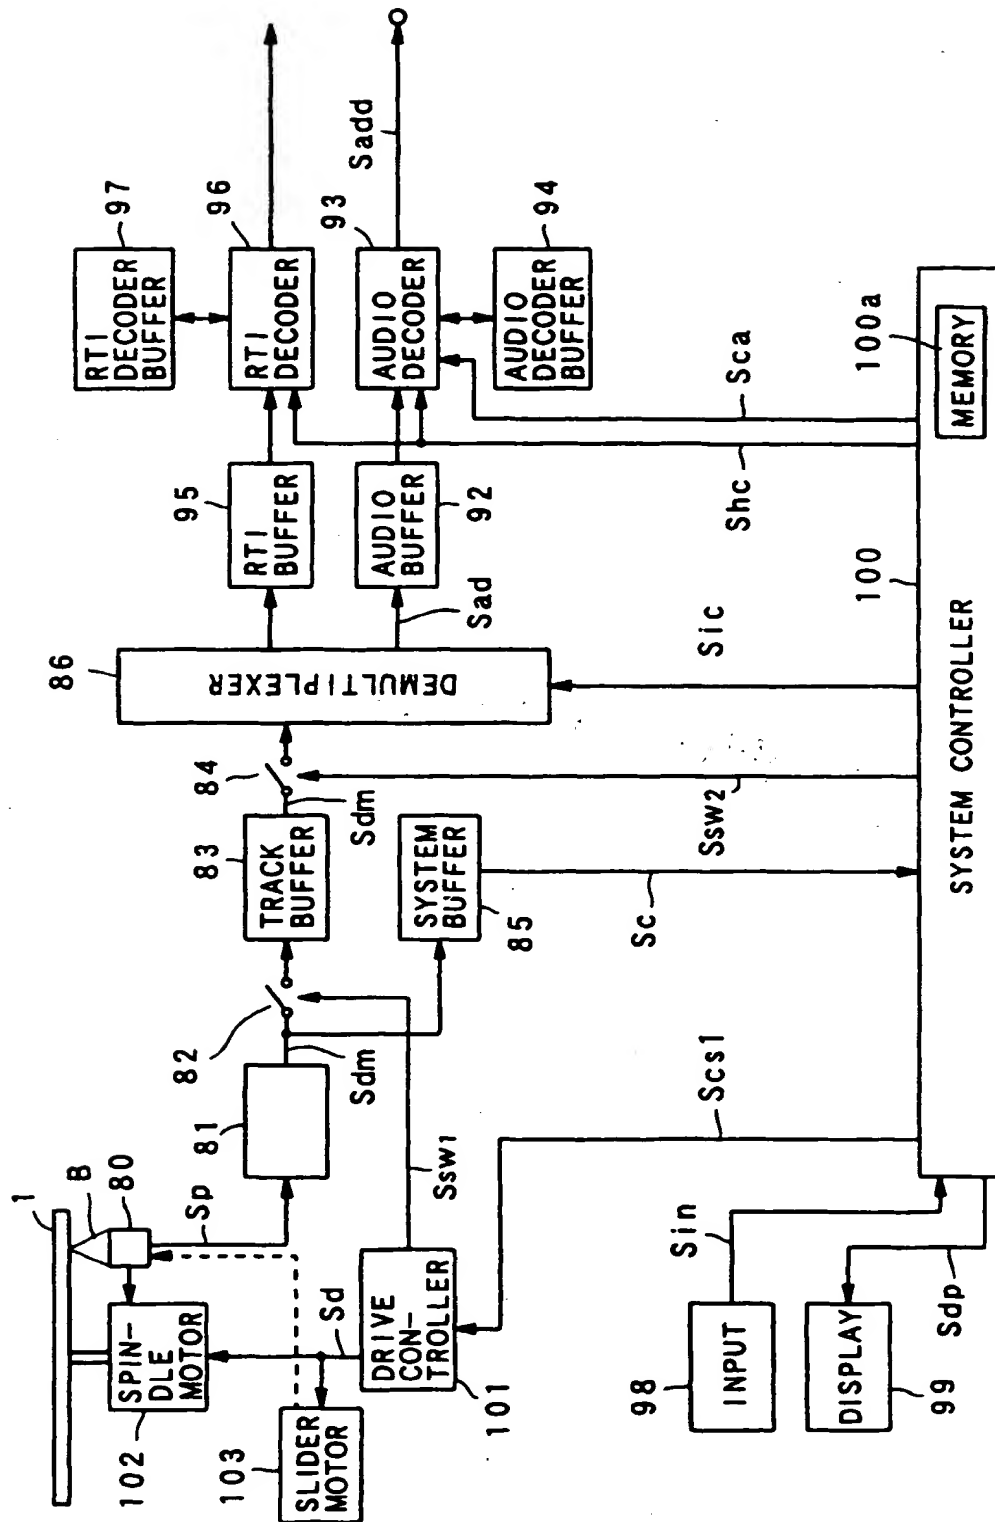 1
B
80
SPIN-
DLE
MOTOR
102
Sp
81
82
Sdm
83
TRACK
BUFFER
84
Sdm
86
DEMULTIPLEXER
95
RTI
BUFFER
96
RTI
DECODER
97
RTI
DECODER
BUFFER
Sad
AUDIO
BUFFER
92
93
AUDIO
DECODER
Sadd
94
AUDIO
DECODER
BUFFER
SYSTEM
BUFFER
85
Sd
103
SLIDER
MOTOR
DRIVE
CON-
TROLLER
101
Ssw1
Scs1
Sc
Ssw2
Sic
Shc
Sca
98
INPUT
Sin
DISPLAY
99
Sdp
SYSTEM CONTROLLER
100
MEMORY
100a